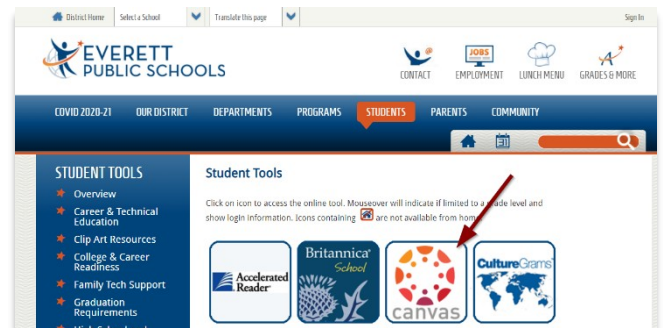 District Home Select a School Translate this page Sign In
EVERETT
PUBLIC SCHOOLS
JOBS
CONTACT EMPLOYMENT LUNCH MENU GRADES & MORE
COVID 2020-21 OUR DISTRICT DEPARTMENTS PROGRAMS STUDENTS PARENTS COMMUNITY
31
STUDENT TOOLS
Overview
Career & Technical
Education
Clip Art Resources
College & Career
Readiness
Family Tech Support
Graduation
Requirements
Student Tools
Click on icon to access the online tool. Mouseover will indicate if limited to a grade level and
show login information. Icons containing are not available from home
Accelerated
Reader
Britannica
School
canvas
CultureGrams